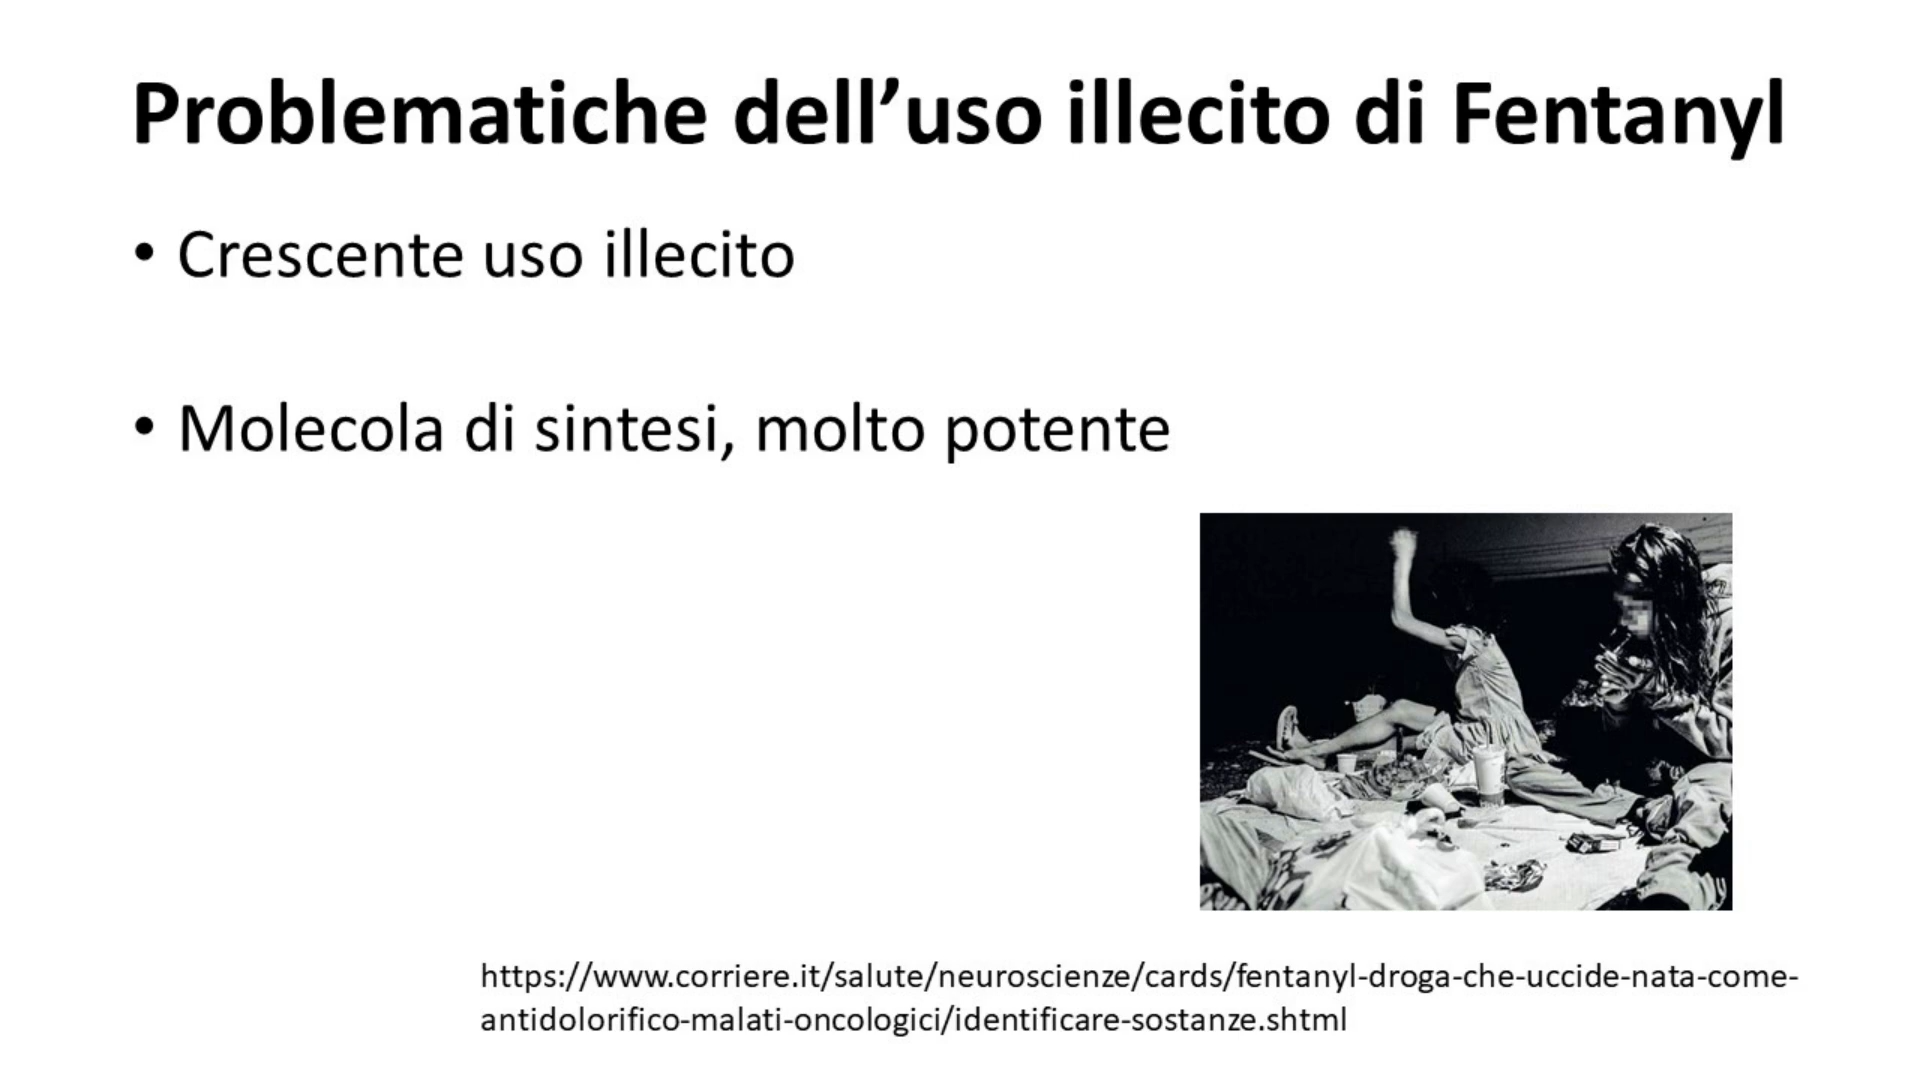 Problematiche dell’uso illecito di Fentanyl
• Crescente uso illecito
• Molecola di sintesi, molto potente
https://www.corriere.it/salute/neuroscienze/cards/fentanyl-droga-che-uccide-nata-come-
antidolorifico-malati-oncologici/identificare-sostanze.shtml